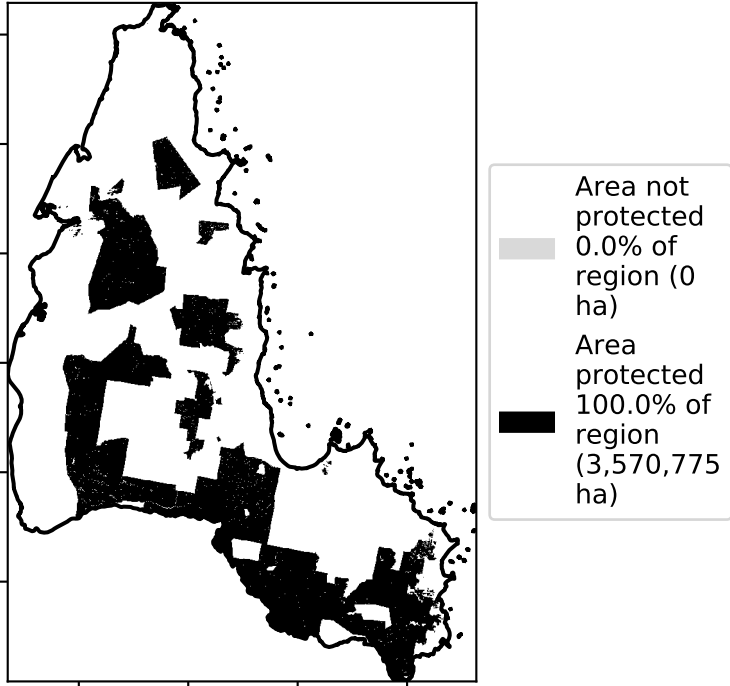 Area not
protected
0.0% of
region (0
ha)
Area
protected
100.0% of
region
(3,570,775
ha)